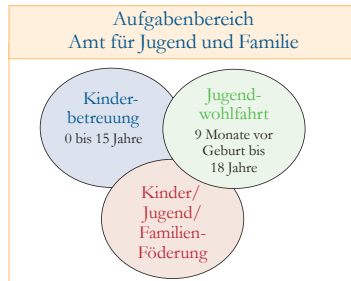 Aufgabenbereich
Amt für Jugend und Familie
Kinder-
betreuung
0 bis 15 Jahre
Jugend-
wohlfahrt
9 Monate vor
Geburt bis
18 Jahre
Kinder/
Jugend/
Familien-
Föderung